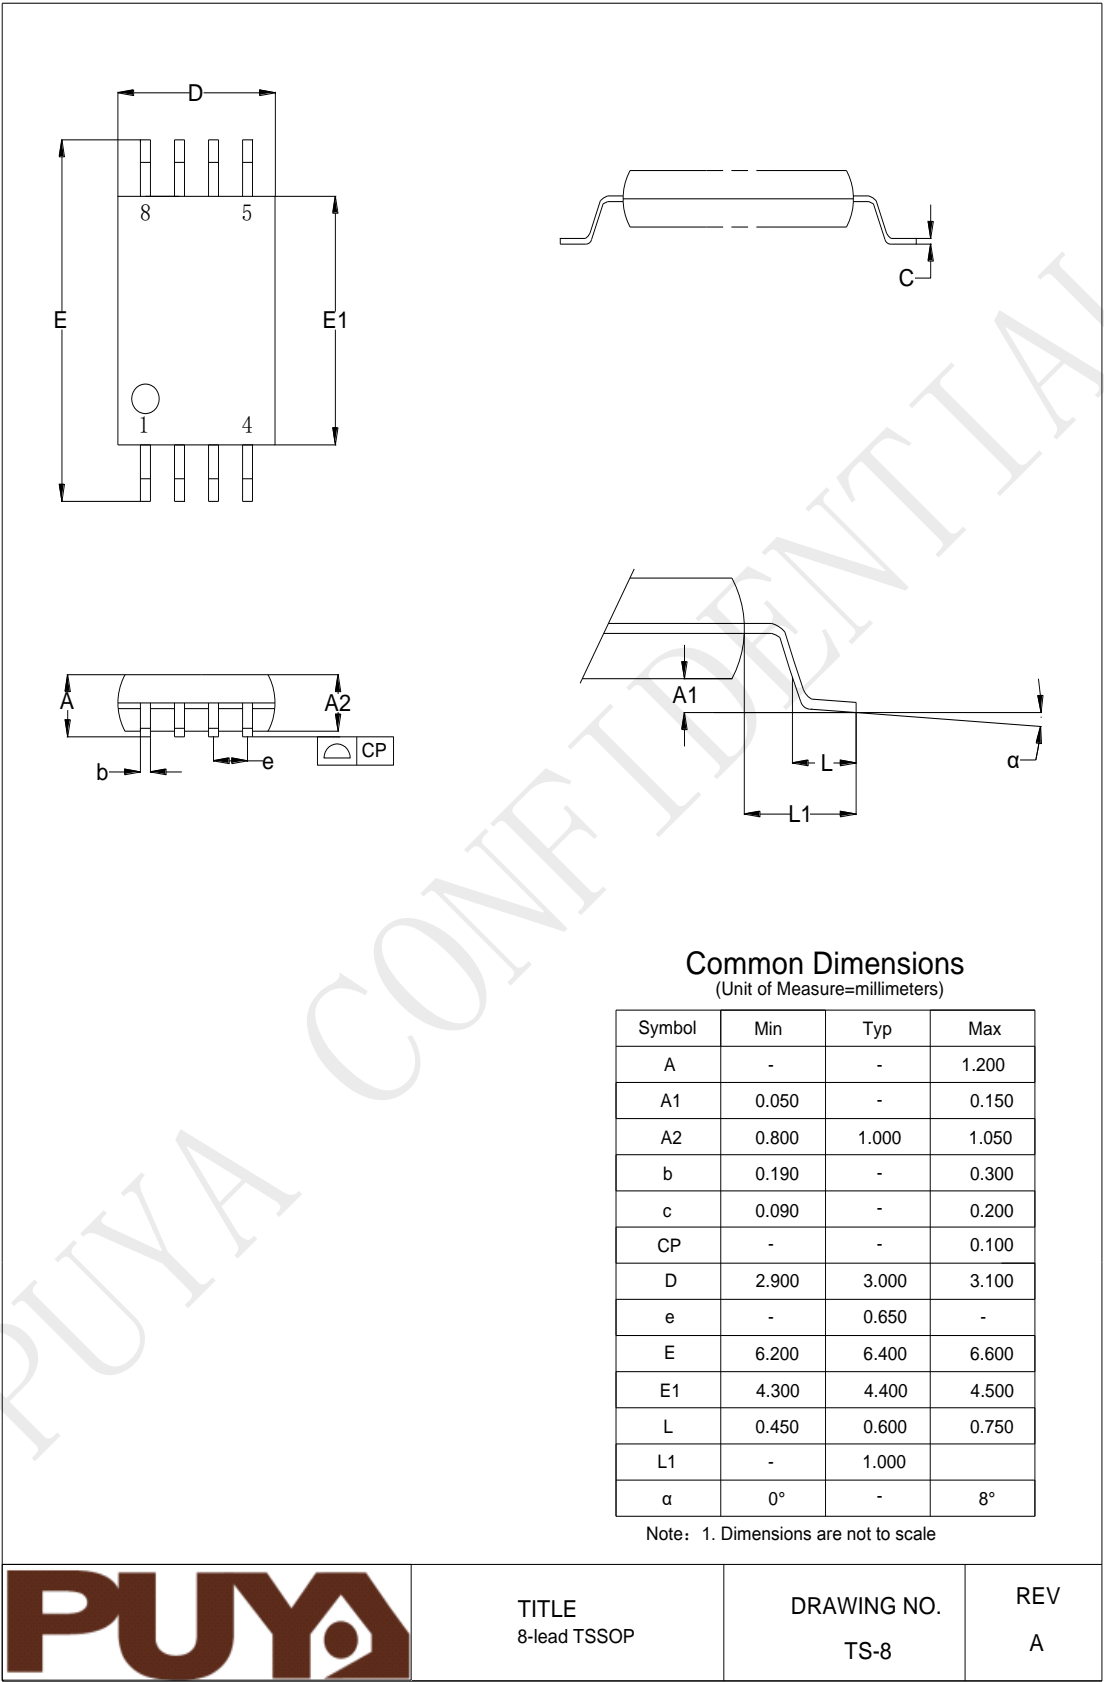 D
8 5
E
E1
1 4
C
A
A2
CP
b
e
A1
L
α
L1
PUYA CONFIDENTIAL
Common Dimensions
(Unit of Measure=millimeters)
Symbol Min Typ Max
A - - 1.200
A1 0.050 - 0.150
A2 0.800 1.000 1.050
b 0.190 - 0.300
c 0.090 - 0.200
CP - - 0.100
D 2.900 3.000 3.100
e - 0.650 -
E 6.200 6.400 6.600
E1 4.300 4.400 4.500
L 0.450 0.600 0.750
L1 - 1.000
α 0° - 8°
Note：1. Dimensions are not to scale
PUYA
TITLE
8-lead TSSOP
DRAWING NO.
TS-8
REV
A